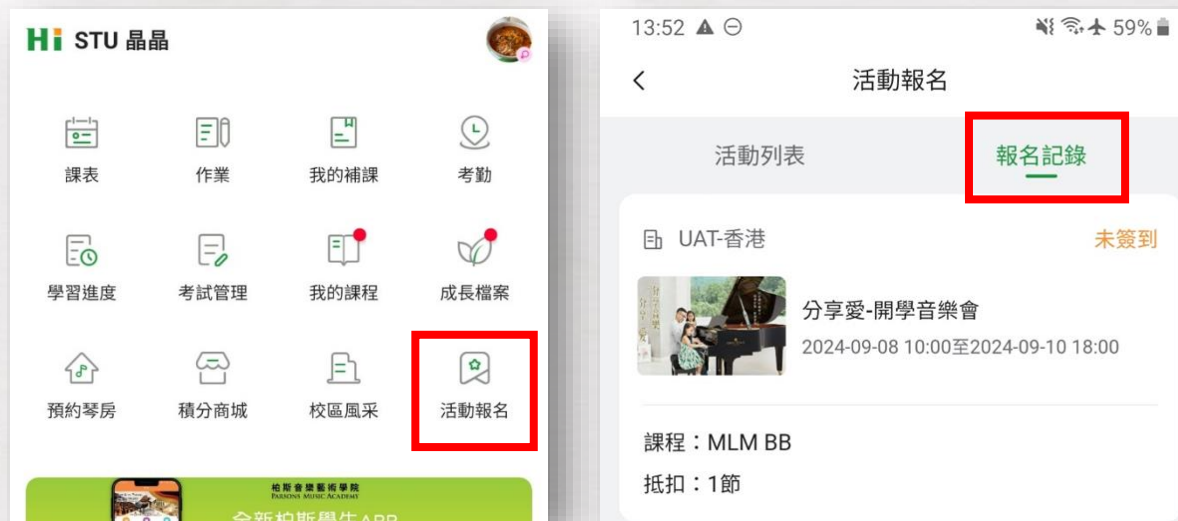 Hi STU 晶晶
課表 作業 我的補課 考勤
學習進度 考試管理 我的課程 成長檔案
預約琴房 積分商城 校區風采 活動報名
柏斯音樂藝術學院
PARSONS MUSIC ACADEMY
全新柏斯學生APP
13:52 59%
活動報名
活動列表 報名記錄
UAT-香港 未簽到
分享愛-開學音樂會
2024-09-08 10:00至2024-09-10 18:00
課程：MLM BB
抵扣：1節